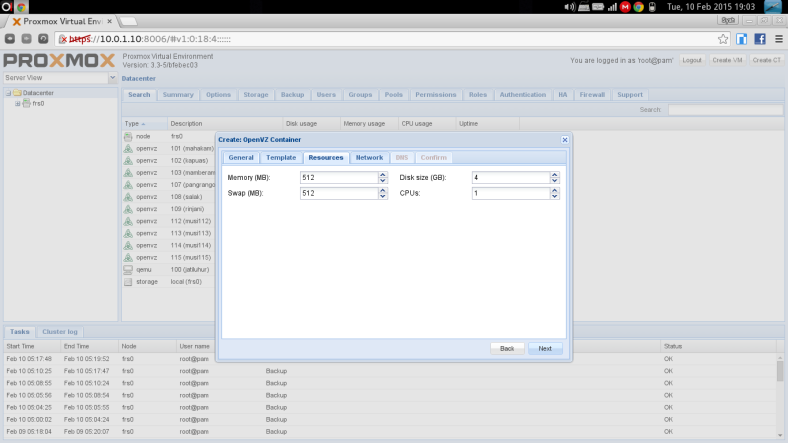 Tue, 10 Feb 2015 19:03
Proxmox Virtual Envi
https://10.0.1.10:8006/#v1:0:18:4::::::
PROXMOX
Proxmox Virtual Environment
Version: 3.3-5/bfebec03
You are logged in as 'root@pam' Logout Create VM Create CT
Server View
Datacenter
Datacenter
frs0
Search Summary Options Storage Backup Users Groups Pools Permissions Roles Authentication HA Firewall Support
Search:
Type Description Disk usage Memory usage CPU usage Uptime
node frs0
openvz 101 (mahakam)
openvz 102 (kapuas)
openvz 103 (namberam
openvz 107 (pangrango
openvz 108 (salak)
openvz 109 (rinjani)
openvz 112 (musi112)
openvz 113 (musi113)
openvz 114 (musi114)
openvz 115 (musi115)
qemu 100 (jatiluhur)
storage local (frs0)
Create: OpenVZ Container
General Template Resources Network DNS Confirm
Memory (MB): 512 Disk size (GB): 4
Swap (MB): 512 CPUs: 1
Back Next
Tasks Cluster log
Start Time End Time Node User name Status
Feb 10 05:17:48 Feb 10 05:19:52 frs0 root@pam OK
Feb 10 05:10:25 Feb 10 05:17:47 frs0 root@pam Backup OK
Feb 10 05:08:55 Feb 10 05:10:24 frs0 root@pam Backup OK
Feb 10 05:05:56 Feb 10 05:08:54 frs0 root@pam Backup OK
Feb 10 05:04:25 Feb 10 05:05:55 frs0 root@pam Backup OK
Feb 10 05:00:02 Feb 10 05:04:24 frs0 root@pam Backup OK
Feb 09 05:18:04 Feb 09 05:20:07 frs0 root@pam Backup OK